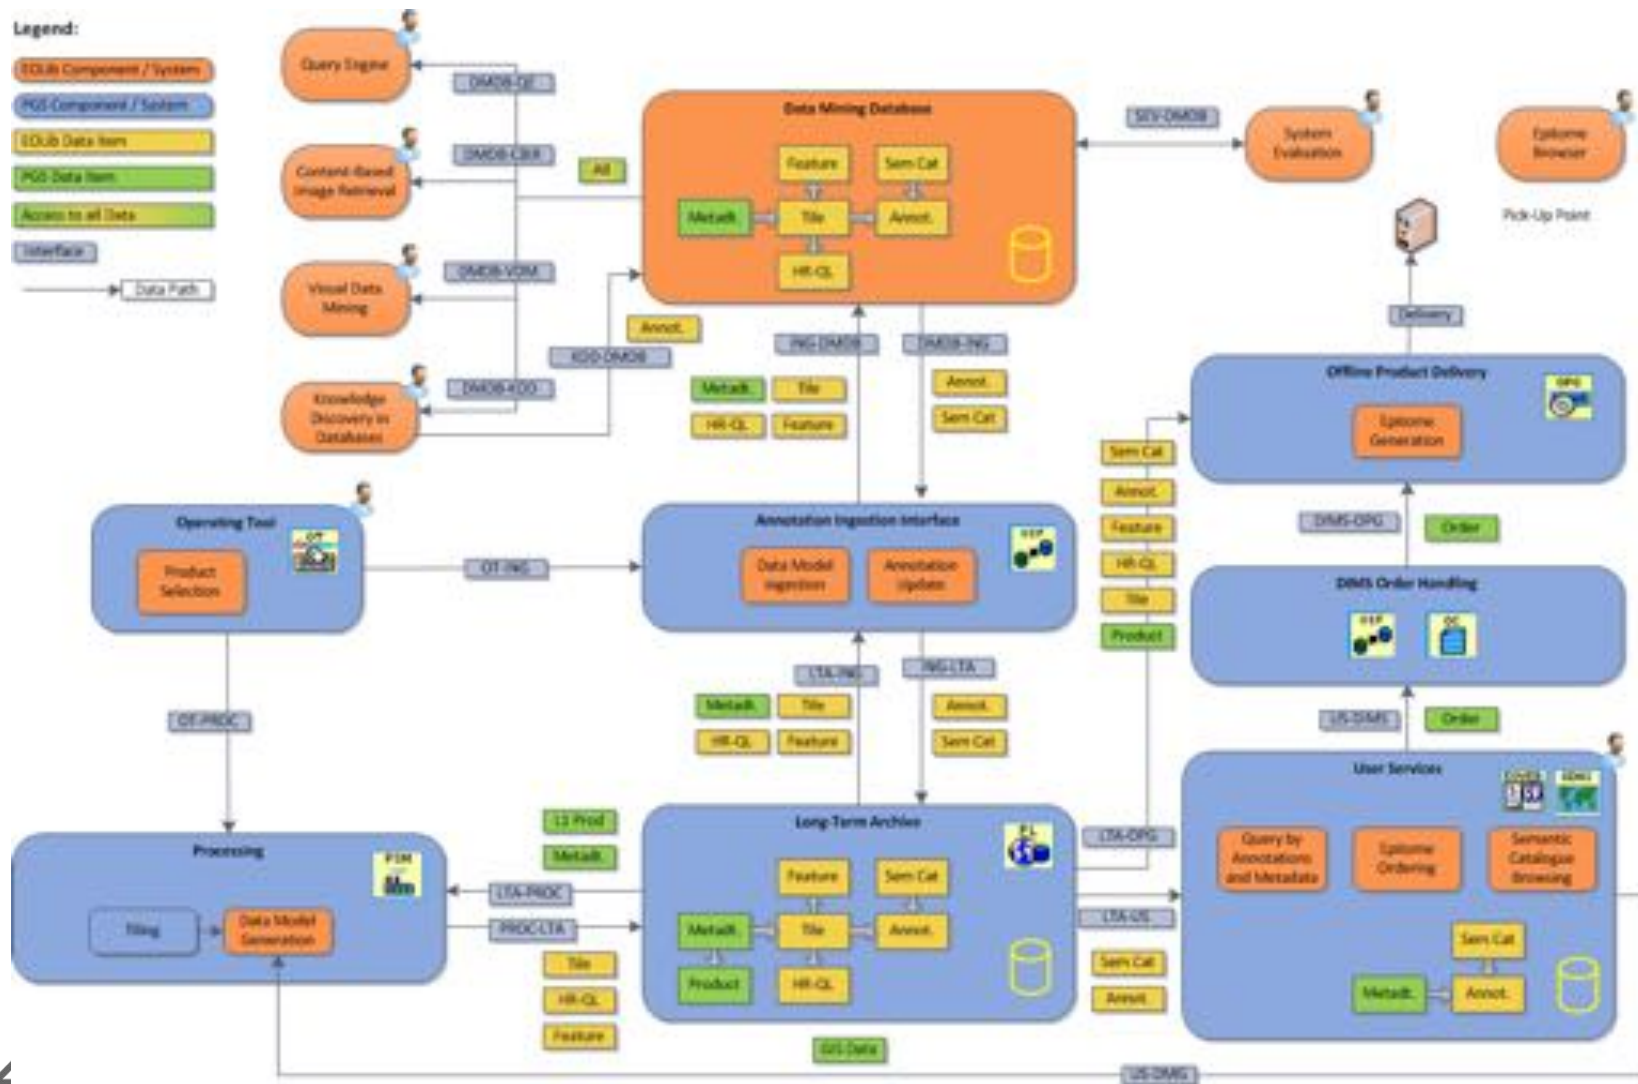 Legend:
EOLib Component / System
PGS Component / System
EOLib Data Item
PGS Data Item
Access to all Data
Interface
Data Path
Query Engine
DMDB-QE
Content-Based
Image Retrieval
DMDB-CBIR
Visual Data
Mining
DMDB-VDM
Knowledge
Discovery in
Databases
DMDB-KDD
KDD-DMDB
Annot.
All
Data Mining Database
Feature
Sem Cat
Metadt.
Tile
Annot.
HR-QL
SEV-DMDB
System
Evaluation
Epitome
Browser
Pick-Up Point
Delivery
ING-DMDB
DMDB-ING
Metadt.
Tile
HR-QL
Feature
Annot.
Sem Cat
Offline Product Delivery
OPG
Epitome
Generation
Sem Cat
Annot.
Feature
HR-QL
Tile
Product
DIMS-OPG
Order
Operating Tool
OT
Product
Selection
OT-ING
Annotation Ingestion Interface
Data Model
Ingestion
Annotation
Update
DIMS Order Handling
OC
OT-PROC
LTA-ING
ING-LTA
Metadt.
Tile
HR-QL
Feature
Annot.
Sem Cat
US-DIMS
Order
Processing
PSM
Tiling
Data Model
Generation
L1 Prod
Metadt.
LTA-PROC
PROC-LTA
Tile
HR-QL
Feature
Long-Term Archive
PL
Feature
Sem Cat
Metadt.
Tile
Annot.
Product
HR-QL
LTA-OPG
LTA-US
Sem Cat
Annot.
User Services
Query by
Annotations
and Metadata
Epitome
Ordering
Semantic
Catalogue
Browsing
Sem Cat
Metadt.
Annot.
GIS Data
US-DMG